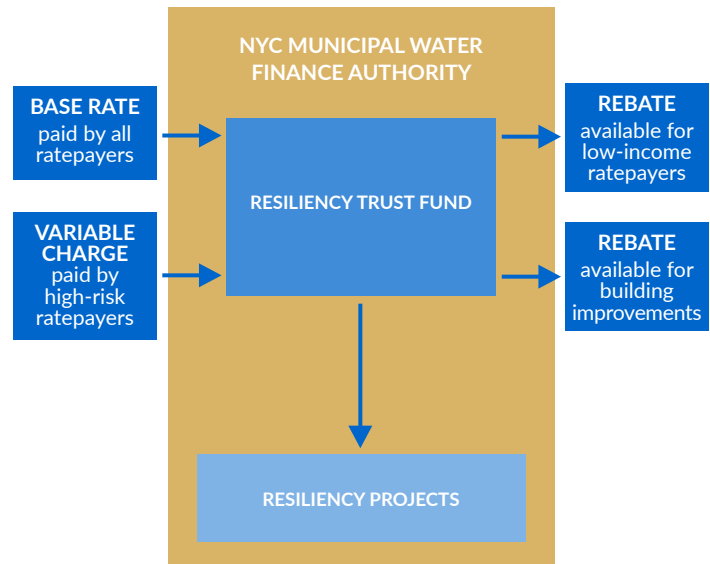 NYC MUNICIPAL WATER
FINANCE AUTHORITY
BASE RATE
paid by all
ratepayers
VARIABLE
CHARGE
paid by
high-risk
ratepayers
RESILIENCY TRUST FUND
REBATE
available for
low-income
ratepayers
REBATE
available for
building
improvements
RESILIENCY PROJECTS